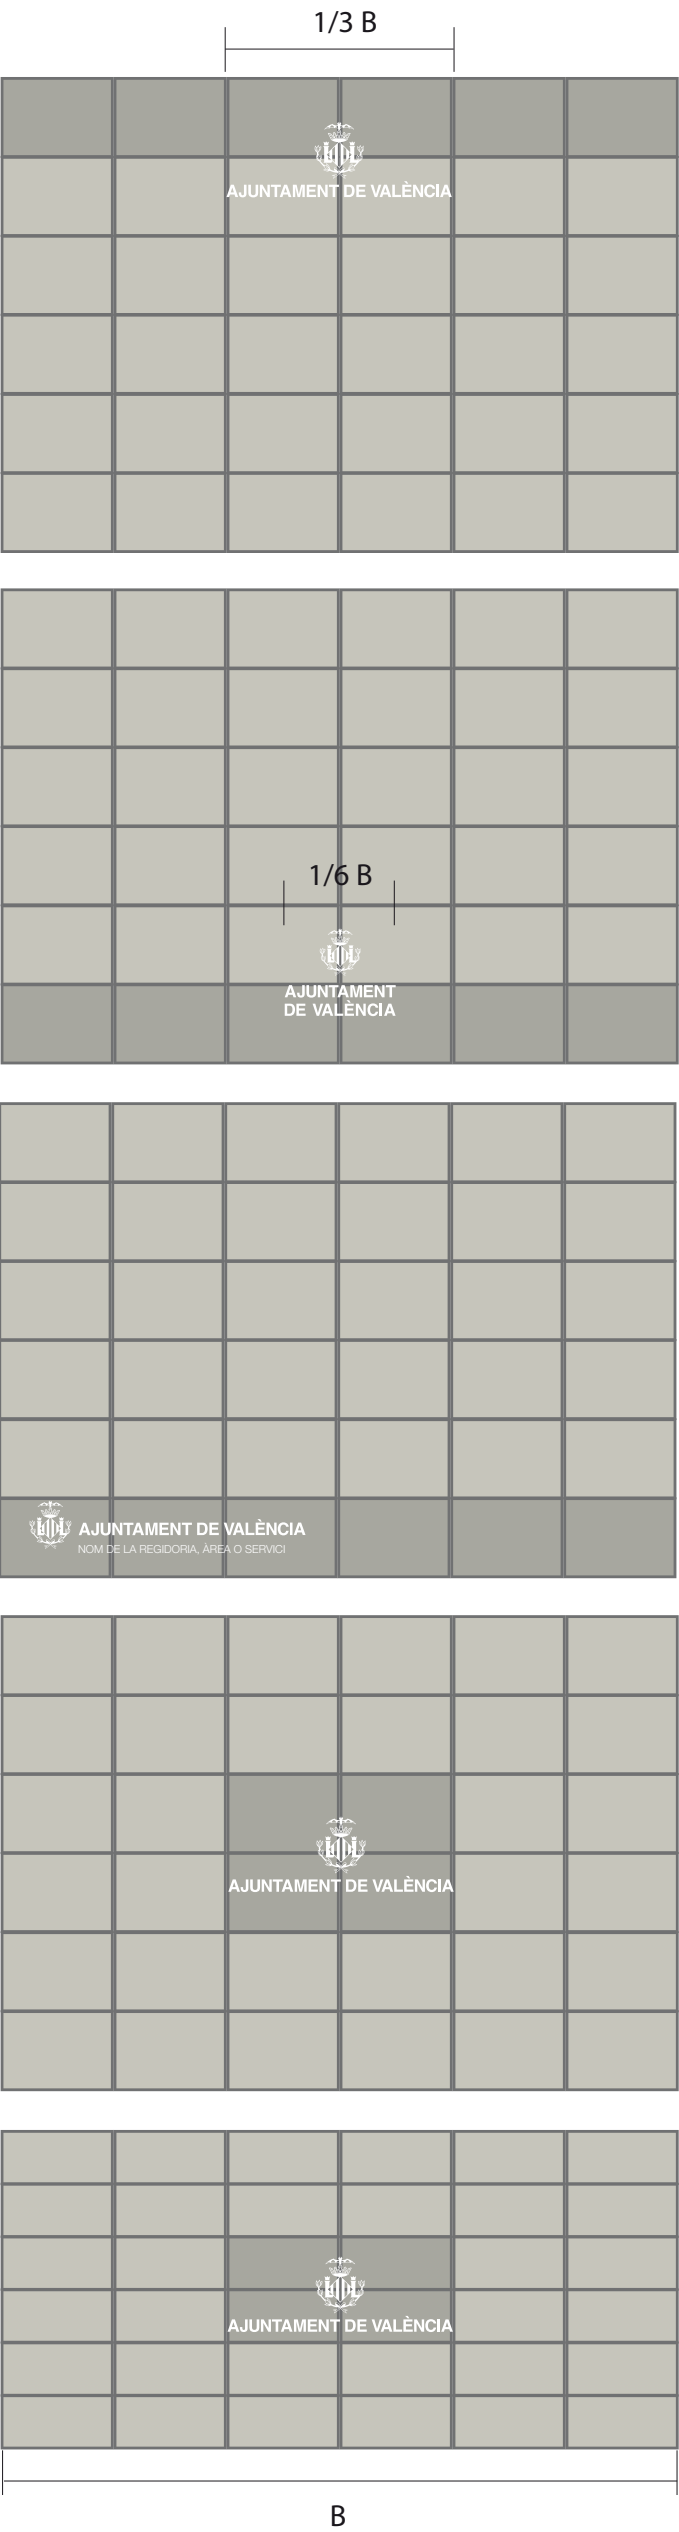 1/3 B
AJUNTAMENT DE VALÈNCIA
1/6 B
AJUNTAMENT
DE VALÈNCIA
AJUNTAMENT DE VALÈNCIA
NOM DE LA REGIDORIA, ÀREA O SERVICI
AJUNTAMENT DE VALÈNCIA
AJUNTAMENT DE VALÈNCIA
B